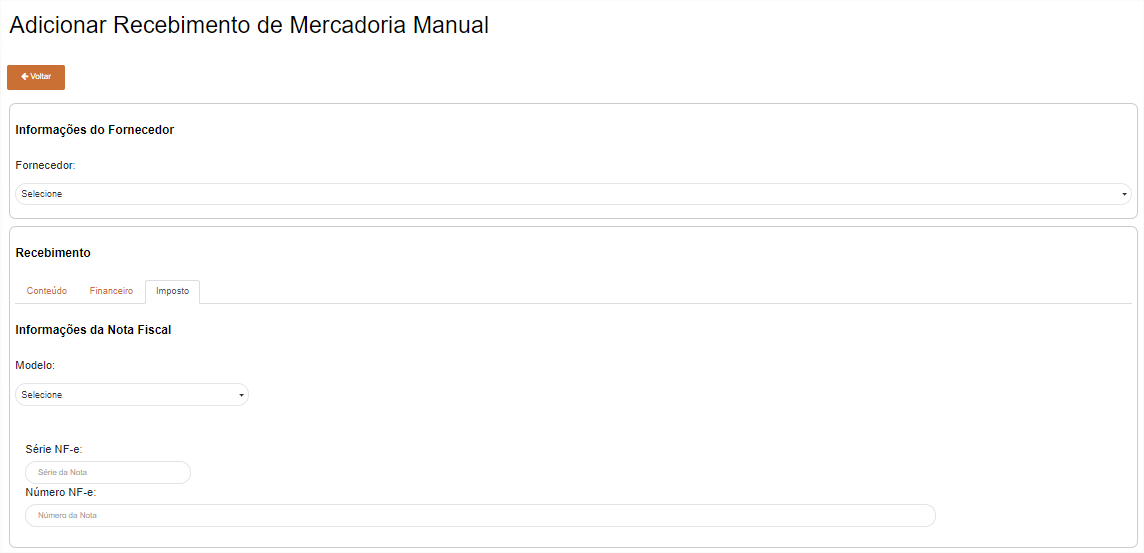 Adicionar Recebimento de Mercadoria Manual
Voltar
Informações do Fornecedor
Fornecedor:
Selecione
Recebimento
Conteúdo Financeiro Imposto
Informações da Nota Fiscal
Modelo:
Selecione
Série NF-e:
Série da Nota
Número NF-e:
Número da Nota